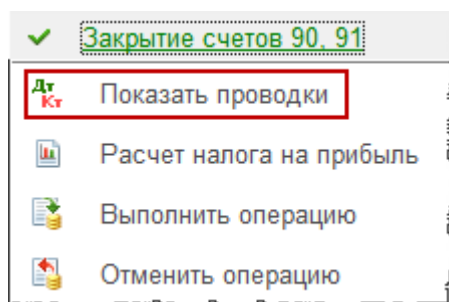 Закрытие счетов 90, 91
Дт
Кт
Показать проводки
Расчет налога на прибыль
Выполнить операцию
Отменить операцию